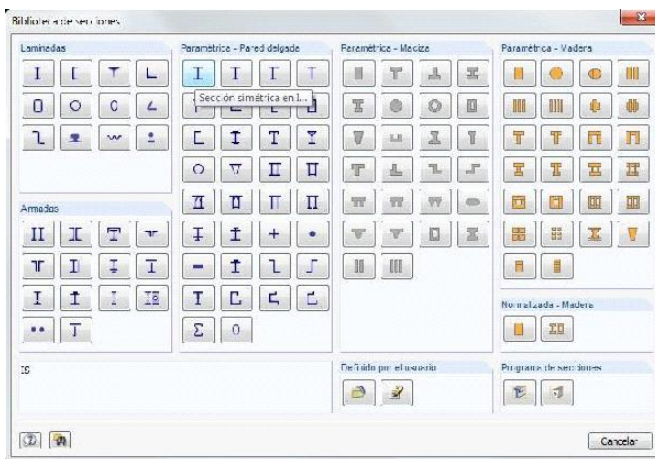 Biblioteca de secciones
Laminadas
Paramétrica - Pared delgada
Paramétrica - Maciza
Paramétrica - Madera
Sección simétrica en I...
Armados
Normalizada - Madera
IS
Definido por el usuario
Programa de secciones
Cancelar